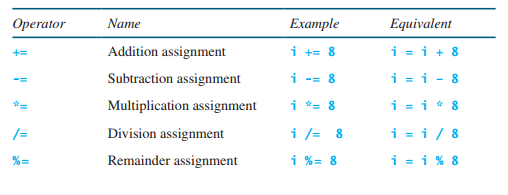 Operator Name Example Equivalent
+= Addition assignment i += 8 i = i + 8
-= Subtraction assignment i -= 8 i = i - 8
*= Multiplication assignment i *= 8 i = i * 8
/= Division assignment i /= 8 i = i / 8
%= Remainder assignment i %= 8 i = i % 8